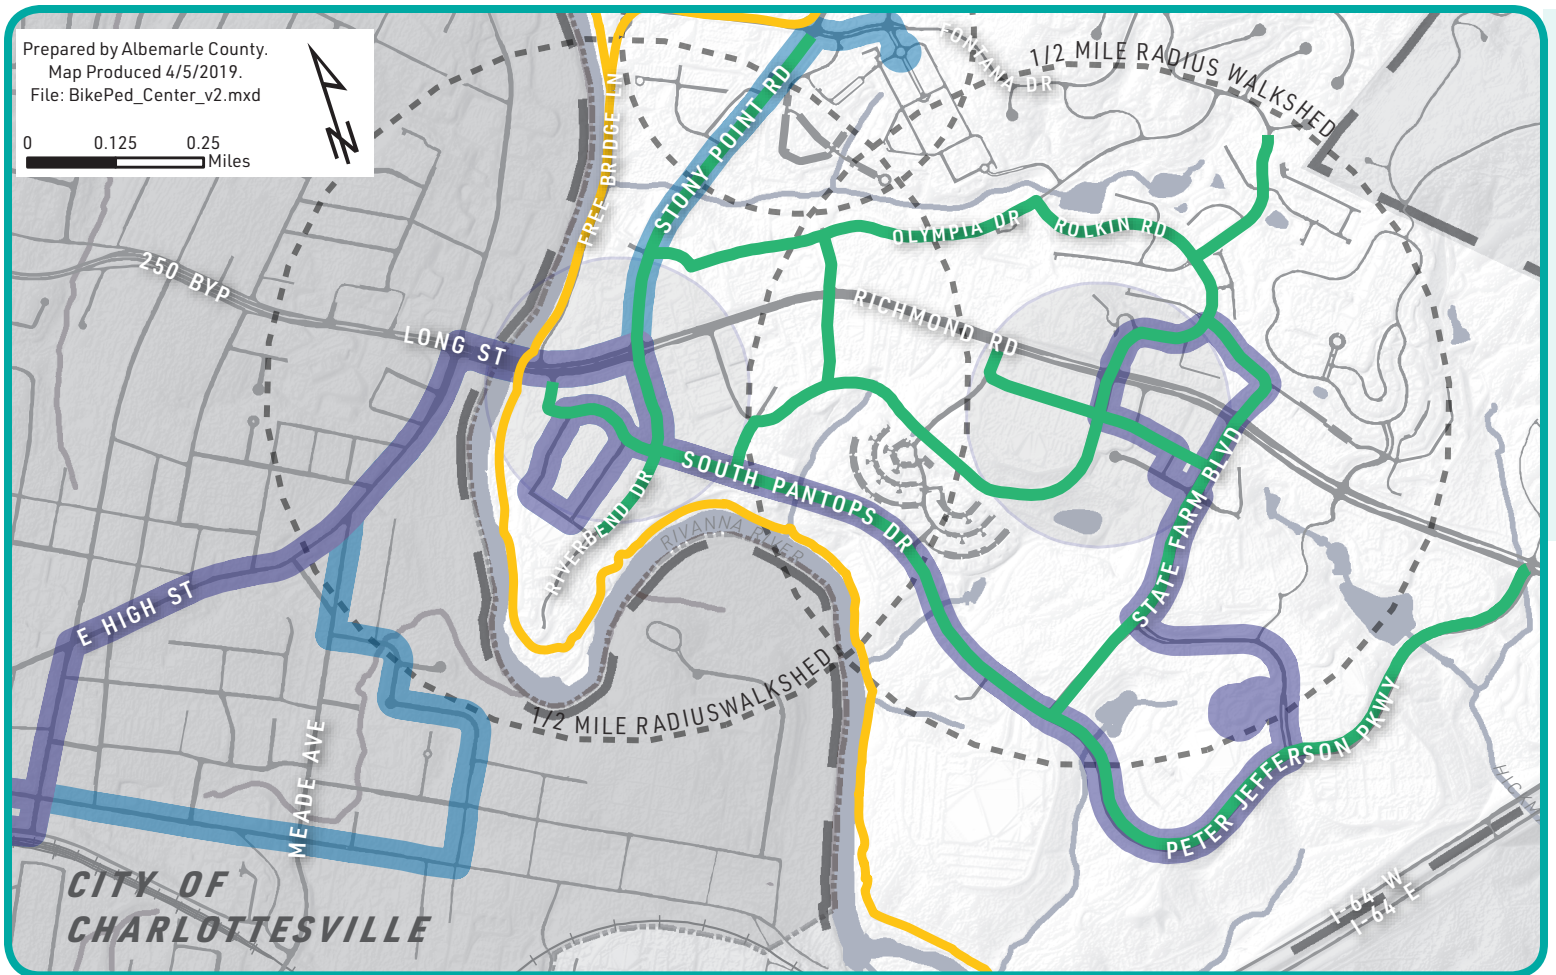 Prepared by Albemarle County.
Map Produced 4/5/2019.
File: BikePed_Center_v2.mxd
0 0.125 0.25
Miles
FONTANA DR
1/2 MILE RADIUS WALKSHED
STONY POINT RD
FREE BRIDGE LN
OLYMPIA DR
ROLKIN RD
250 BYP
RICHMOND RD
LONG ST
SOUTH PANTOPS DR
STATE FARM BLVD
RIVERBEND DR
RIVANNA RIVER
E HIGH ST
1/2 MILE RADIUS WALKSHED
MEADE AVE
PETER JEFFERSON PKWY
I-64 W
I-64 E
CITY OF
CHARLOTTESVILLE